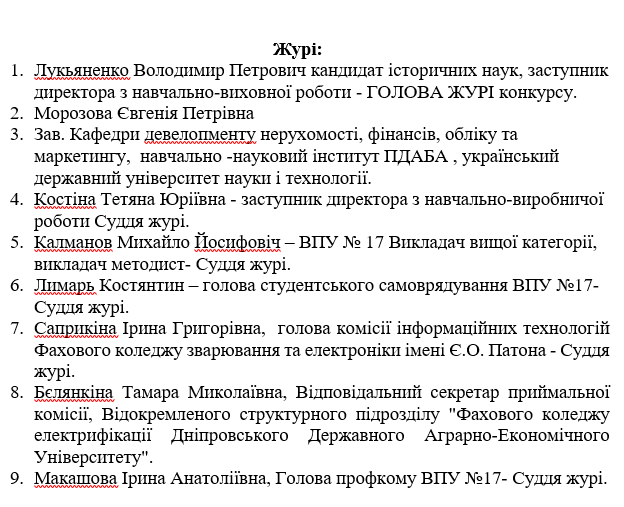 Журі:
1. Лукьяненко Володимир Петрович кандидат історичних наук, заступник
директора з навчально-виховної роботи - ГОЛОВА ЖУРІ конкурсу.
2. Морозова Євгенія Петрівна
3. Зав. Кафедри девелопменту нерухомості, фінансів, обліку та
маркетингу, навчально -науковий інститут ПДАБА , український
державний університет науки і технології.
4. Костіна Тетяна Юріївна - заступник директора з навчально-виробничої
роботи Суддя журі.
5. Калманов Михайло Йосифовіч – ВПУ № 17 Викладач вищої категорії,
викладач методист- Суддя журі.
6. Лимарь Костянтин – голова студентського самоврядування ВПУ №17-
Суддя журі.
7. Саприкіна Ірина Григорівна, голова комісії інформаційних технологій
Фахового коледжу зварювання та електроніки імені Є.О. Патона - Суддя
журі.
8. Бєлянкіна Тамара Миколаївна, Відповідальний секретар приймальної
комісії, Відокремленого структурного підрозділу "Фахового коледжу
електрифікації Дніпровського Державного Аграрно-Економічного
Університету".
9. Макашова Ірина Анатоліївна, Голова профкому ВПУ №17- Суддя журі.